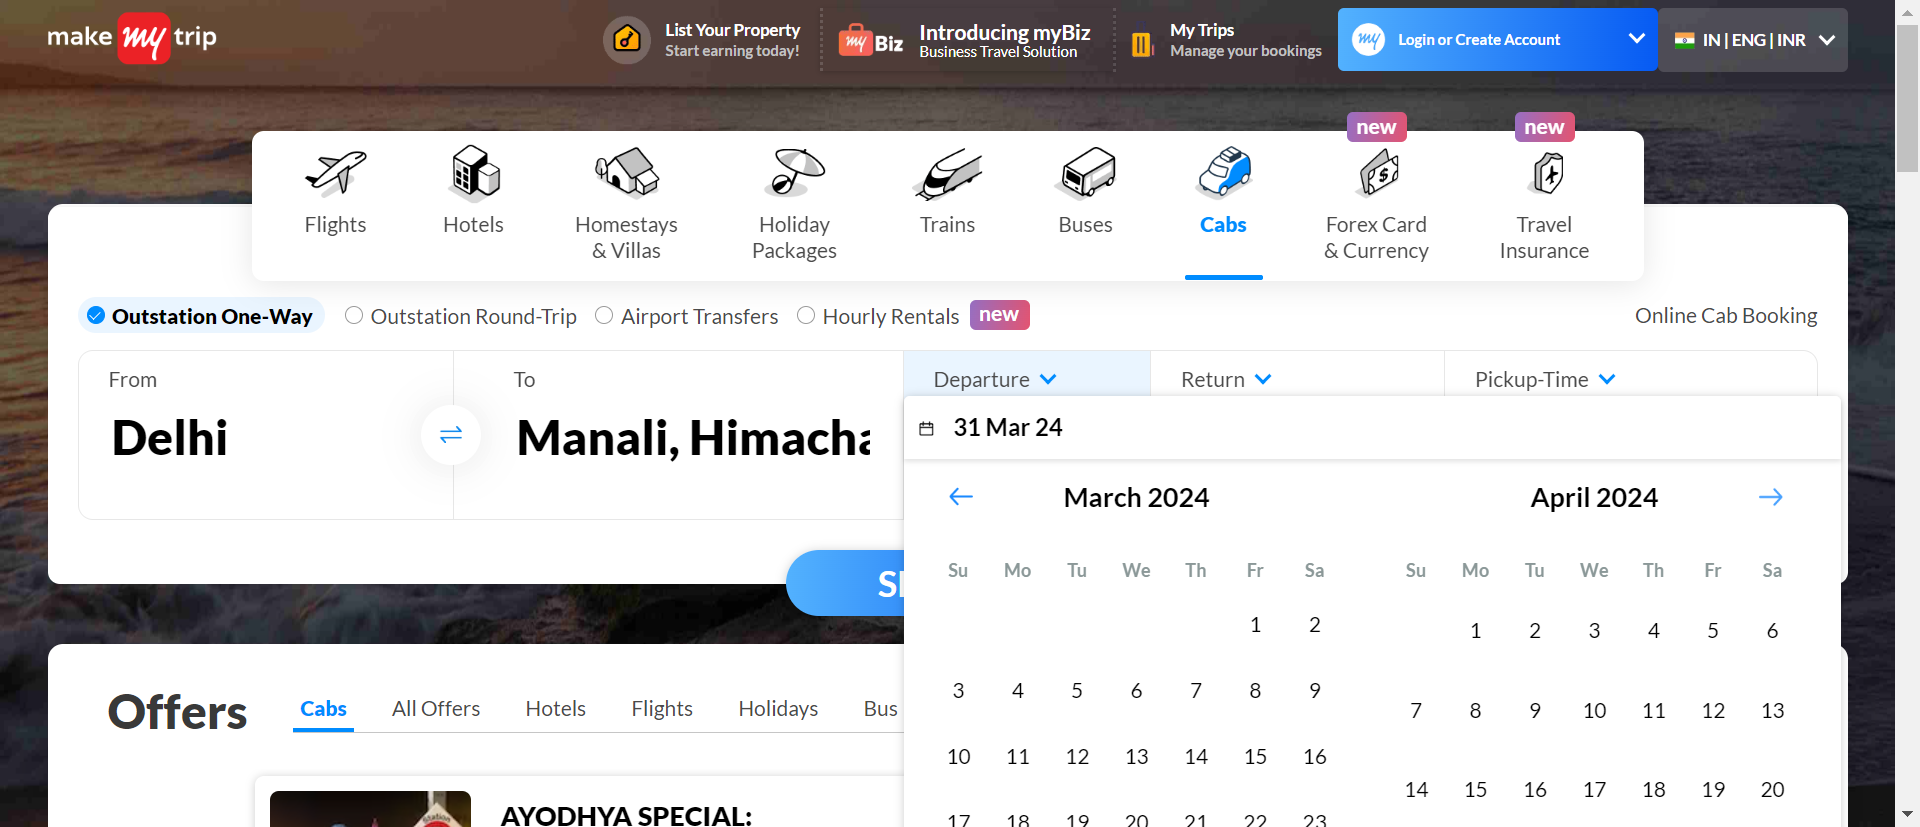 make my trip
List Your Property
Start earning today!
my Biz
Introducing myBiz
Business Travel Solution
My Trips
Manage your bookings
my
Login or Create Account
IN | ENG | INR
new
new
Flights
Hotels
Homestays
& Villas
Holiday
Packages
Trains
Buses
Cabs
Forex Card
& Currency
Travel
Insurance
Outstation One-Way
Outstation Round-Trip
Airport Transfers
Hourly Rentals
new
Online Cab Booking
From
To
Departure
Return
Pickup-Time
Delhi
Manali, Himacha
31 Mar 24
March 2024
April 2024
Su Mo Tu We Th Fr Sa
Su Mo Tu We Th Fr Sa
1 2
1 2 3 4 5 6
3 4 5 6 7 8 9
7 8 9 10 11 12 13
10 11 12 13 14 15 16
14 15 16 17 18 19 20
17 18 19 20 21 22 23
Offers
Cabs
All Offers
Hotels
Flights
Holidays
Bus
Station
AYODHYA SPECIAL: